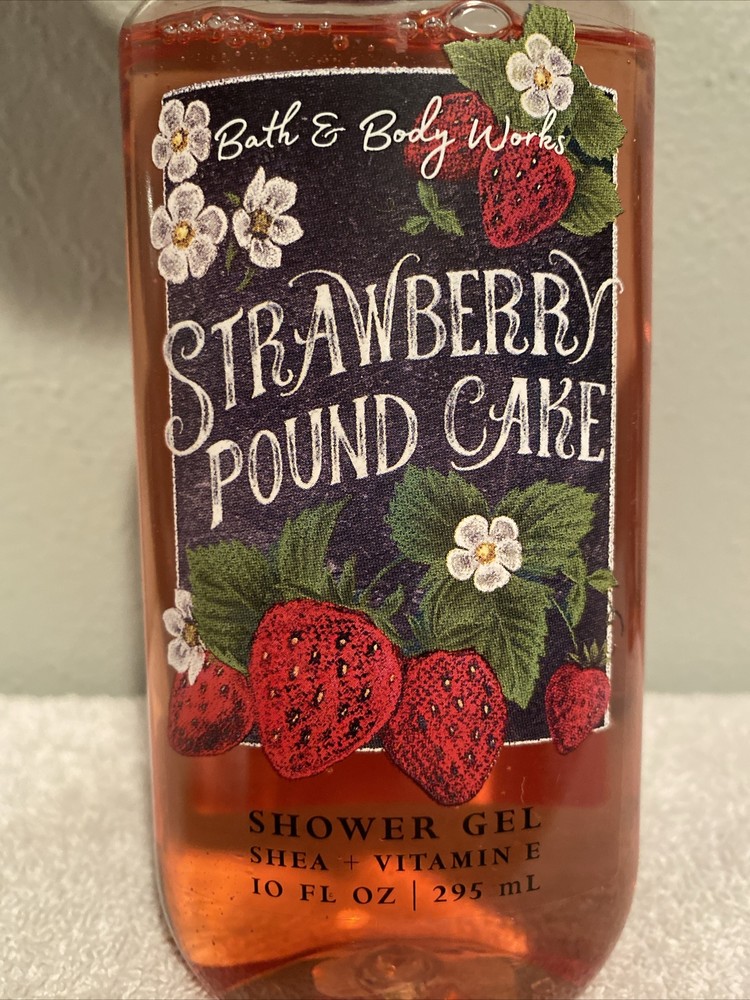 Bath & Body Works
STRAWBERRY
POUND CAKE
SHOWER GEL
SHEA + VITAMIN E
10 FL OZ | 295 mL